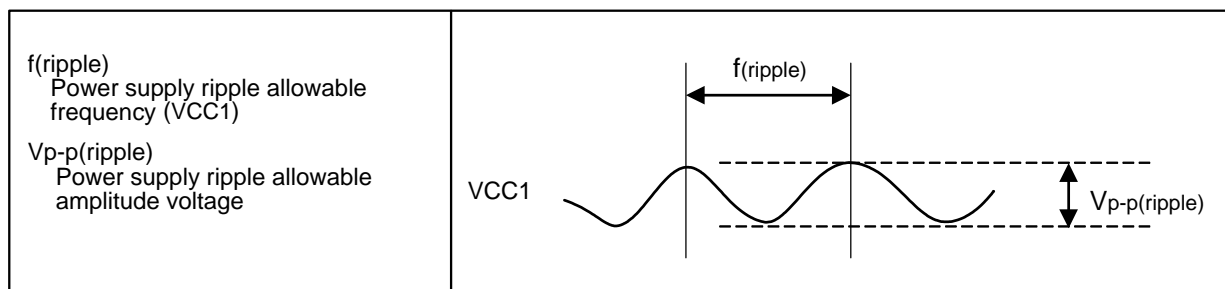 f(ripple)
Power supply ripple allowable
frequency (VCC1)
Vp-p(ripple)
Power supply ripple allowable
amplitude voltage
f(ripple)
VCC1
Vp-p(ripple)